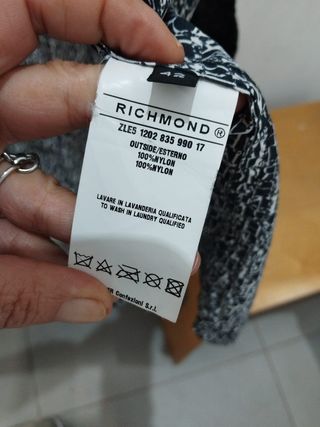 42
RICHMOND ®
ZLE5 1202 835 990 17
OUTSIDE/ESTERNO
100%NYLON
100%NYLON
LAVARE IN LAVANDERIA QUALIFICATA
TO WASH IN LAUNDRY QUALIFIED
Confezioni S.r.l.